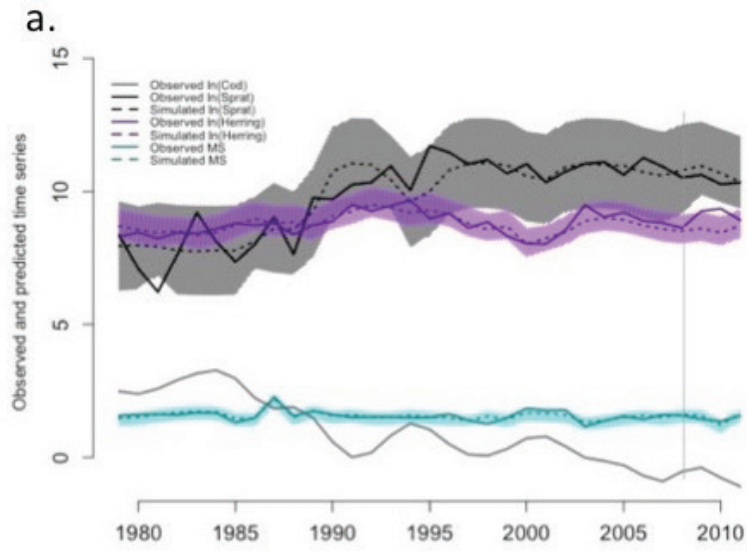 a.
15
Observed ln(Cod)
Observed ln(Sprat)
Simulated ln(Sprat)
Observed ln(Herring)
Simulated ln(Herring)
Observed MS
Simulated MS
10
5
0
Observed and predicted time series
1980 1985 1990 1995 2000 2005 2010